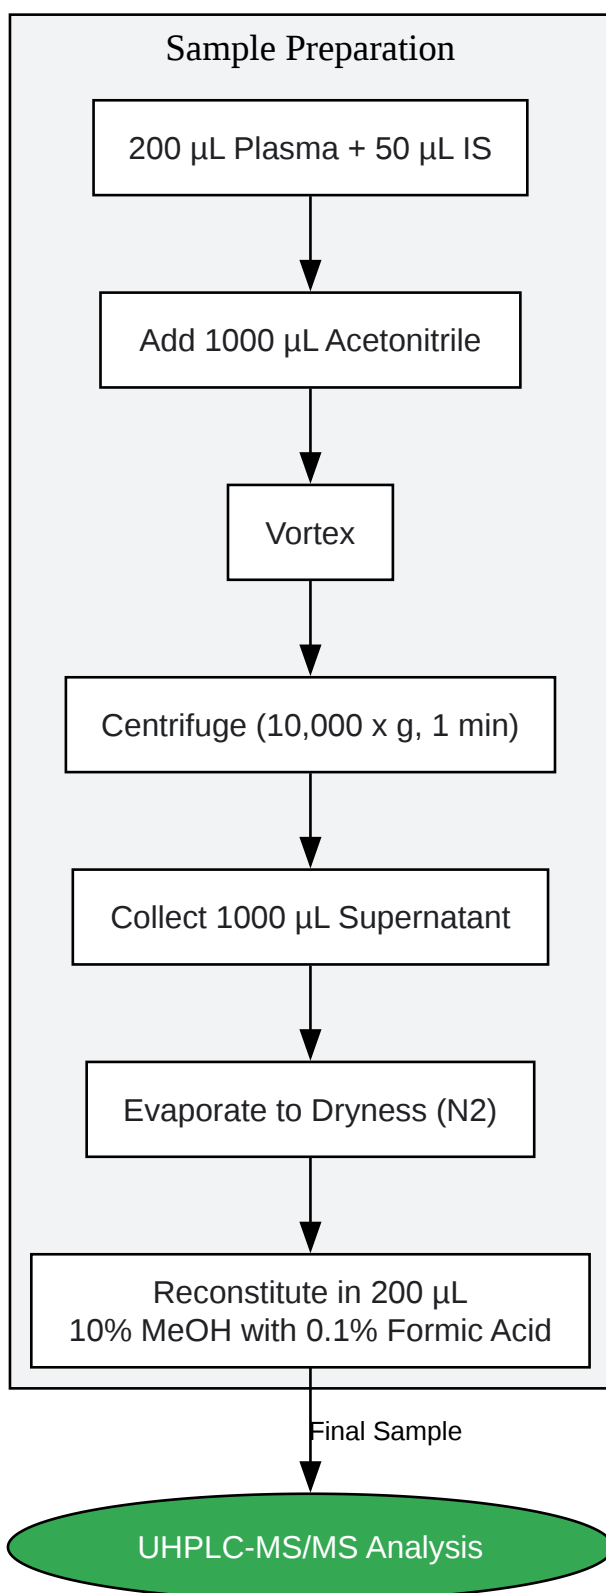 Sample Preparation
200 µL Plasma + 50 µL IS
Add 1000 µL Acetonitrile
Vortex
Centrifuge (10,000 x g, 1 min)
Collect 1000 µL Supernatant
Evaporate to Dryness (N2)
Reconstitute in 200 µL
10% MeOH with 0.1% Formic Acid
Final Sample
UHPLC-MS/MS Analysis